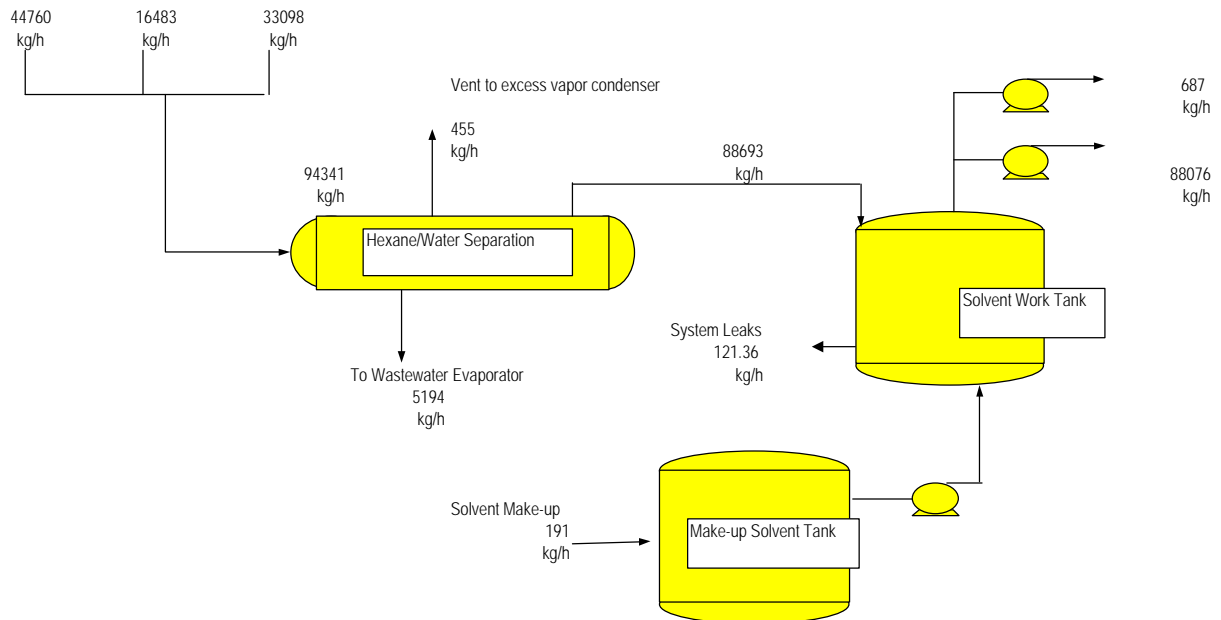 44760
kg/h
16483
kg/h
33098
kg/h
Vent to excess vapor condenser
687
kg/h
455
kg/h
88693
kg/h
94341
kg/h
88076
kg/h
Hexane/Water Separation
Solvent Work Tank
System Leaks
121.36
kg/h
To Wastewater Evaporator
5194
kg/h
Solvent Make-up
191
kg/h
Make-up Solvent Tank